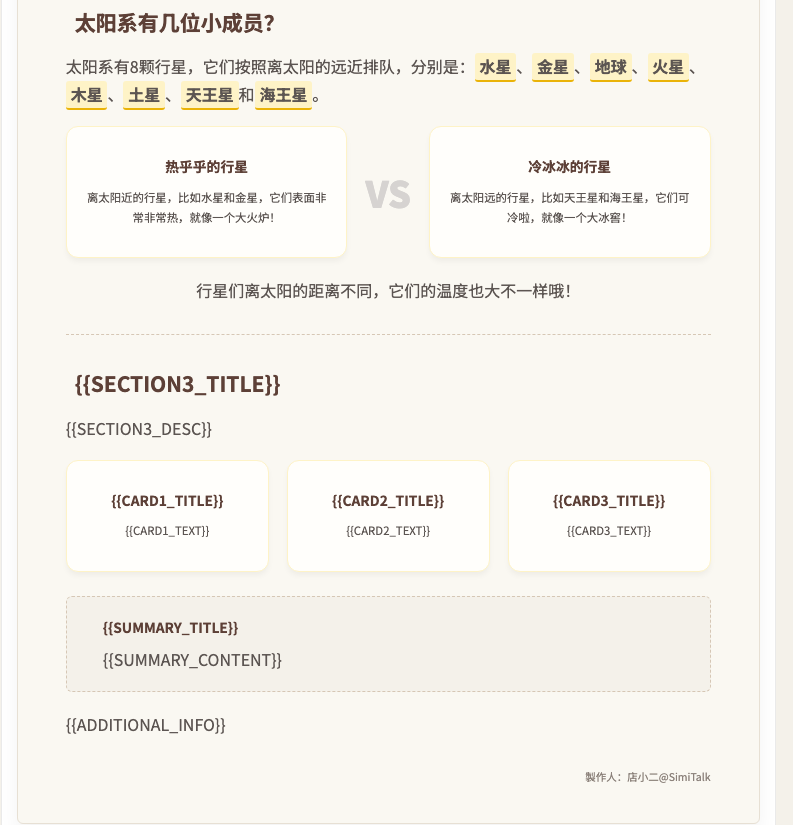 太阳系有几位小成员？
太阳系有8颗行星，它们按照离太阳的远近排队，分别是：水星、金星、地球、火星、
木星、土星、天王星和海王星。
热乎乎的行星
离太阳近的行星，比如水星和金星，它们表面非
常非常热，就像一个大火炉！
VS
冷冰冰的行星
离太阳远的行星，比如天王星和海王星，它们可
冷啦，就像一个大冰窖！
行星们离太阳的距离不同，它们的温度也大不一样哦！
{{SECTION3_TITLE}}
{{SECTION3_DESC}}
{{CARD1_TITLE}}
{{CARD1_TEXT}}
{{CARD2_TITLE}}
{{CARD2_TEXT}}
{{CARD3_TITLE}}
{{CARD3_TEXT}}
{{SUMMARY_TITLE}}
{{SUMMARY_CONTENT}}
{{ADDITIONAL_INFO}}
製作人：店小二@SimiTalk